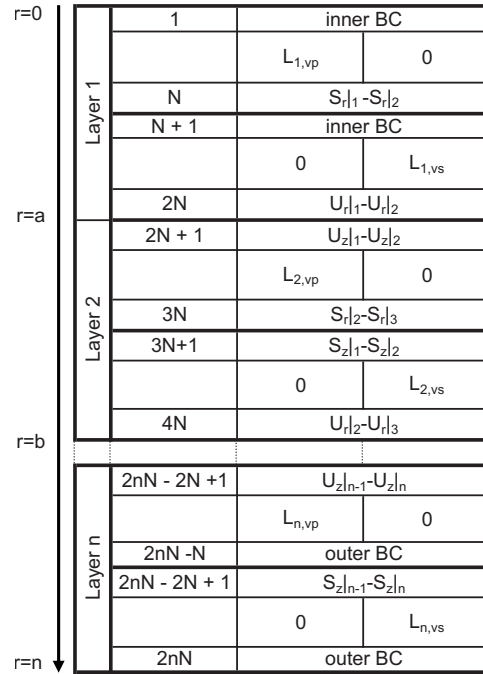 r=0
1 inner BC
L1,vp 0
N Sr|1 -Sr|2
Layer 1
N + 1 inner BC
0 L1,vs
2N Ur|1-Ur|2
r=a
2N + 1 Uz|1-Uz|2
L2,vp 0
3N Sr|2-Sr|3
Layer 2
3N+1 Sz|1-Sz|2
0 L2,vs
4N Ur|2-Ur|3
r=b
2nN - 2N +1 Uz|n-1-Uz|n
Ln,vp 0
2nN -N outer BC
Layer n
2nN - 2N + 1 Sz|n-1-Sz|n
0 Ln,vs
2nN outer BC
r=n